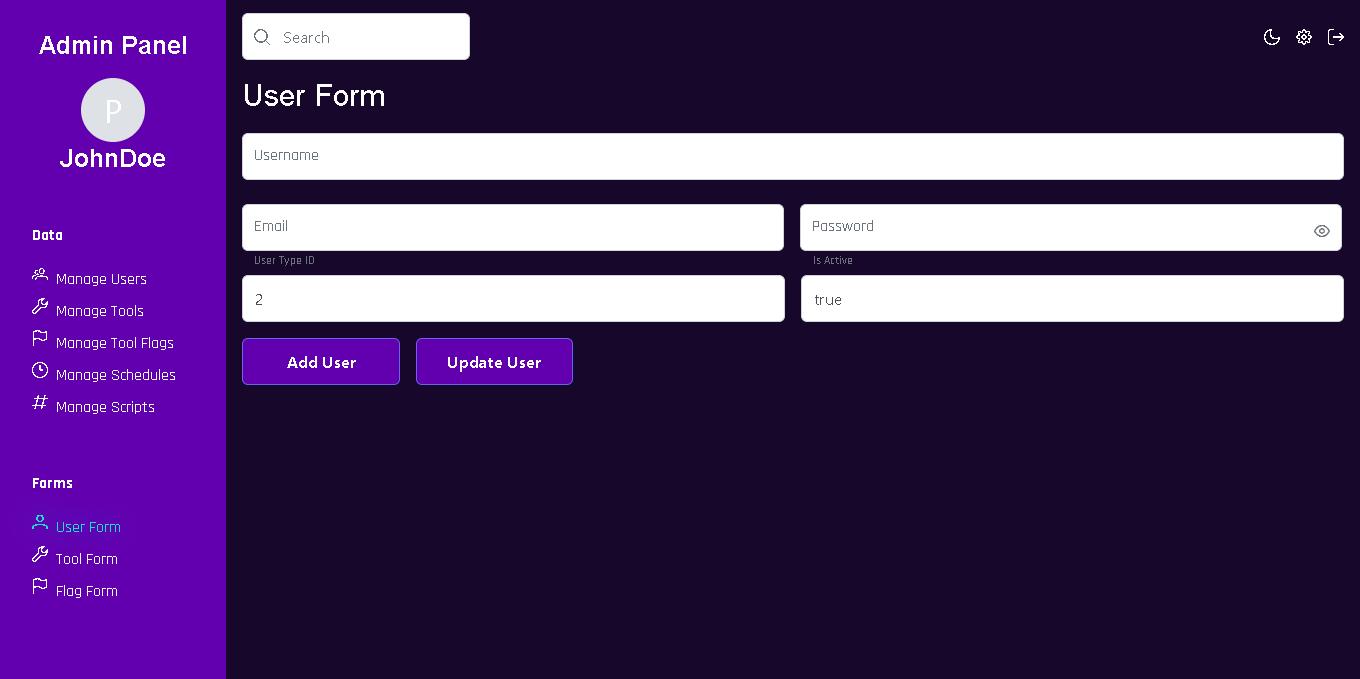 Admin Panel
P
JohnDoe
Data
Manage Users
Manage Tools
Manage Tool Flags
Manage Schedules
Manage Scripts
Forms
User Form
Tool Form
Flag Form
Search
User Form
Username
Email
Password
User Type ID
Is Active
2
true
Add User
Update User